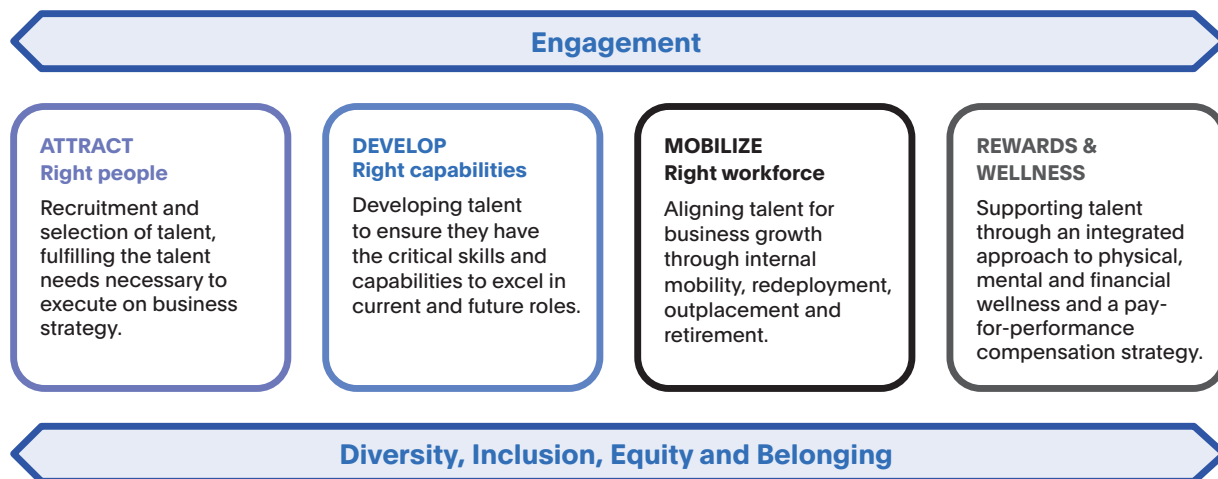 Engagement
ATTRACT
Right people
Recruitment and
selection of talent,
fulfilling the talent
needs necessary to
execute on business
strategy.
DEVELOP
Right capabilities
Developing talent
to ensure they have
the critical skills and
capabilities to excel in
current and future roles.
MOBILIZE
Right workforce
Aligning talent for
business growth
through internal
mobility, redeployment,
outplacement and
retirement.
REWARDS &
WELLNESS
Supporting talent
through an integrated
approach to physical,
mental and financial
wellness and a pay-
for-performance
compensation strategy.
Diversity, Inclusion, Equity and Belonging